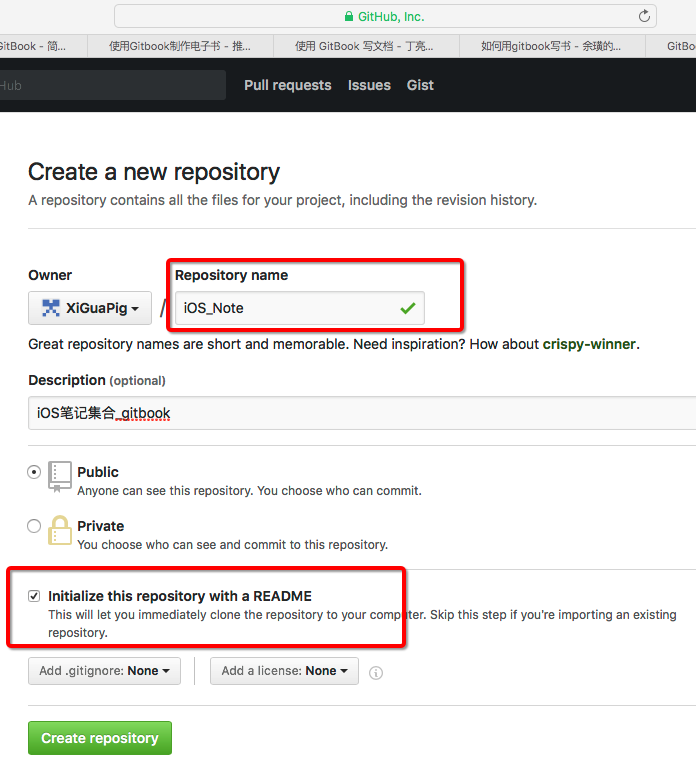 GitHub, Inc.
GitBook - 简...
使用Gitbook制作电子书 - 推...
使用 GitBook 写文档 - 丁亮...
如何用gitbook写书 - 余璜的...
GitBo
Hub
Pull requests
Issues
Gist
Create a new repository
A repository contains all the files for your project, including the revision history.
Owner
Repository name
XiGuaPig
/
iOS_Note
Great repository names are short and memorable. Need inspiration? How about crispy-winner.
Description (optional)
iOS笔记集合_gitbook
Public
Anyone can see this repository. You choose who can commit.
Private
You choose who can see and commit to this repository.
Initialize this repository with a README
This will let you immediately clone the repository to your computer. Skip this step if you're importing an existing
repository.
Add .gitignore: None
Add a license: None
Create repository